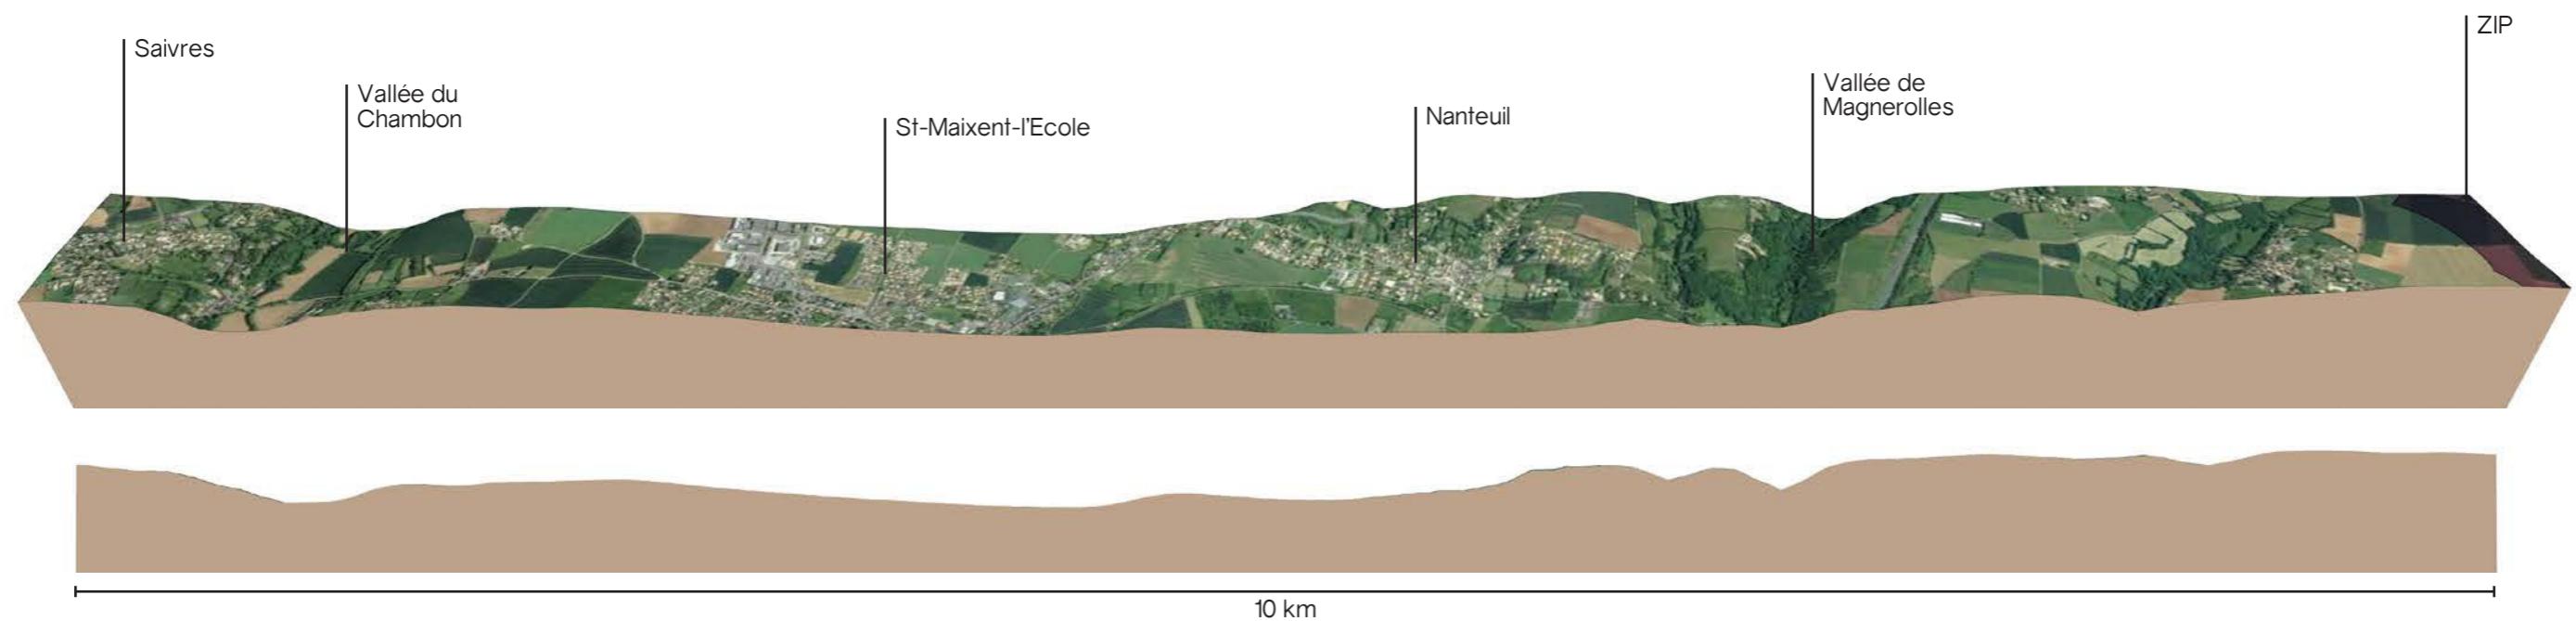 Saivres
Vallée du
Chambon
St-Maixent-l'Ecole
Nanteuil
Vallée de
Magnerolles
ZIP
10 km